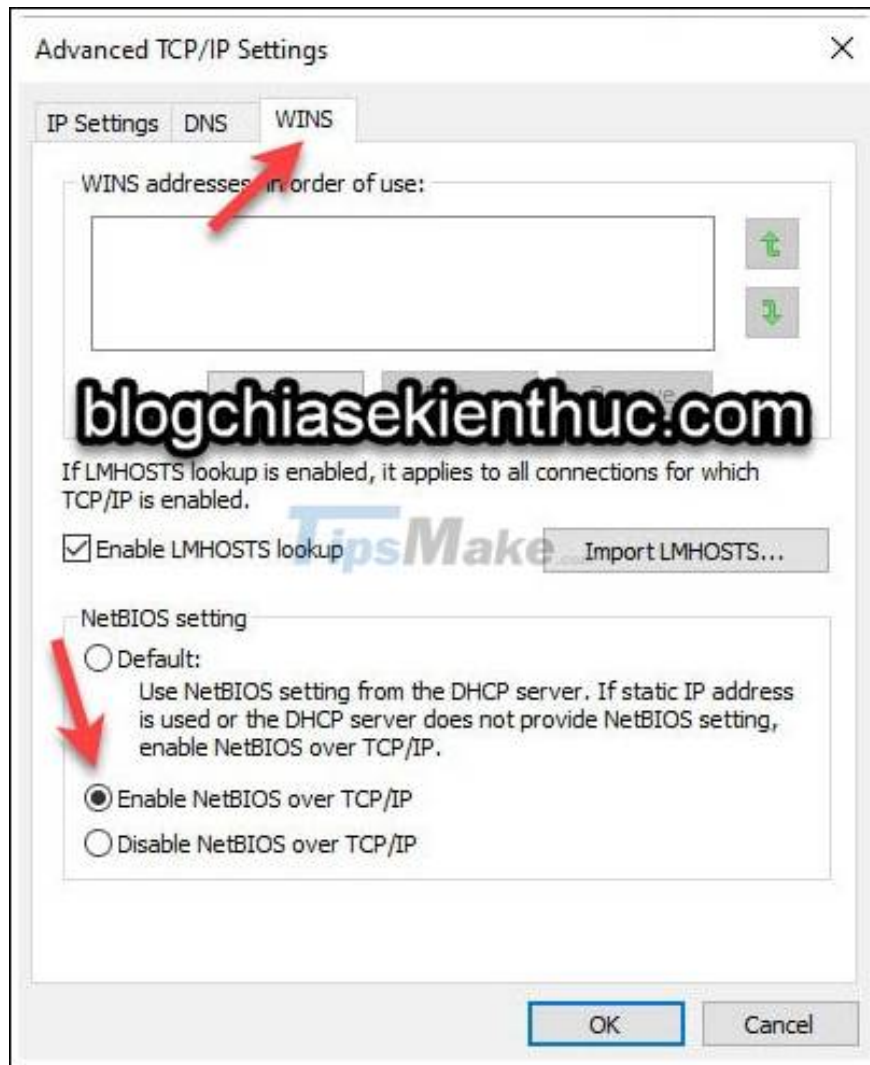 Advanced TCP/IP Settings
IP Settings DNS WINS
WINS addresses, in order of use:
blogchiasekienthuc.com
If LMHOSTS lookup is enabled, it applies to all connections for which
TCP/IP is enabled.
TipsMake.com
Enable LMHOSTS lookup Import LMHOSTS...
NetBIOS setting
Default:
Use NetBIOS setting from the DHCP server. If static IP address
is used or the DHCP server does not provide NetBIOS setting,
enable NetBIOS over TCP/IP.
Enable NetBIOS over TCP/IP
Disable NetBIOS over TCP/IP
OK Cancel